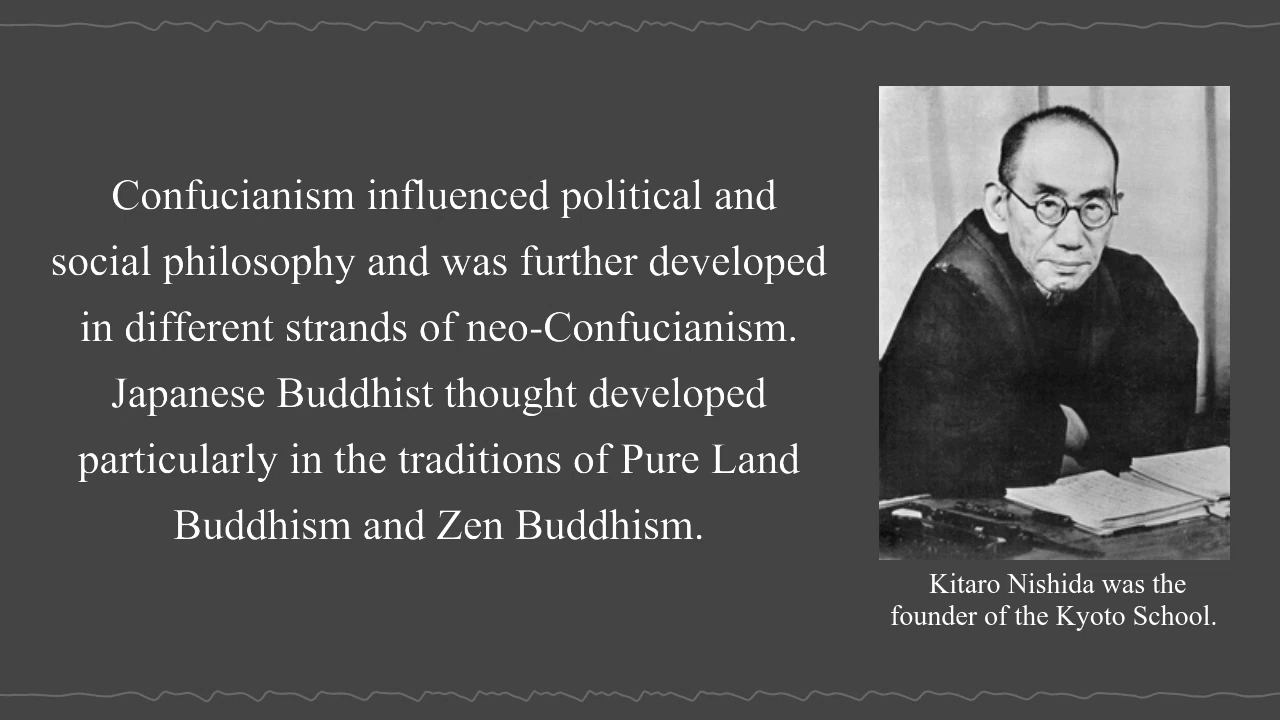 Confucianism influenced political and
social philosophy and was further developed
in different strands of neo-Confucianism.
Japanese Buddhist thought developed
particularly in the traditions of Pure Land
Buddhism and Zen Buddhism.
Kitaro Nishida was the
founder of the Kyoto School.